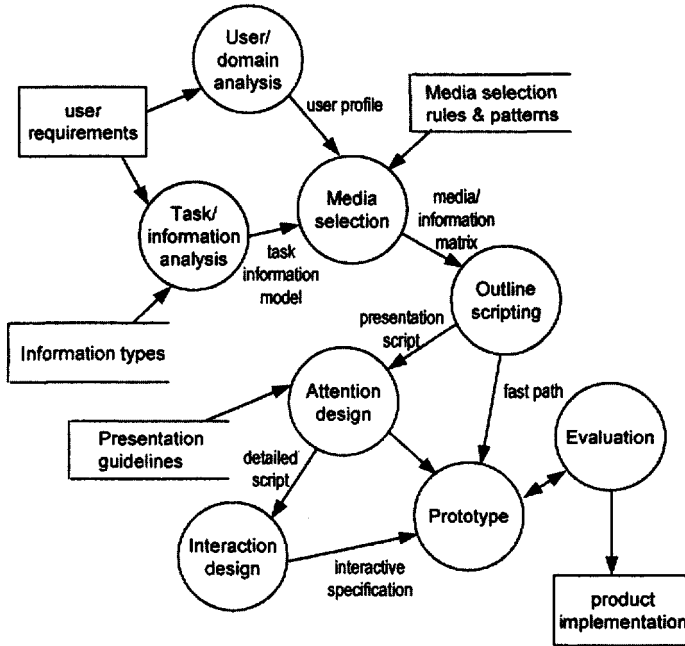 User/
domain
analysis
user
requirements
user profile
Media selection
rules & patterns
Media
selection
Task/
information
analysis
task
information
model
media/
information
matrix
Outline
scripting
Information types
presentation
script
Attention
design
fast path
Presentation
guidelines
detailed
script
Evaluation
Prototype
Interaction
design
interactive
specification
product
implementation